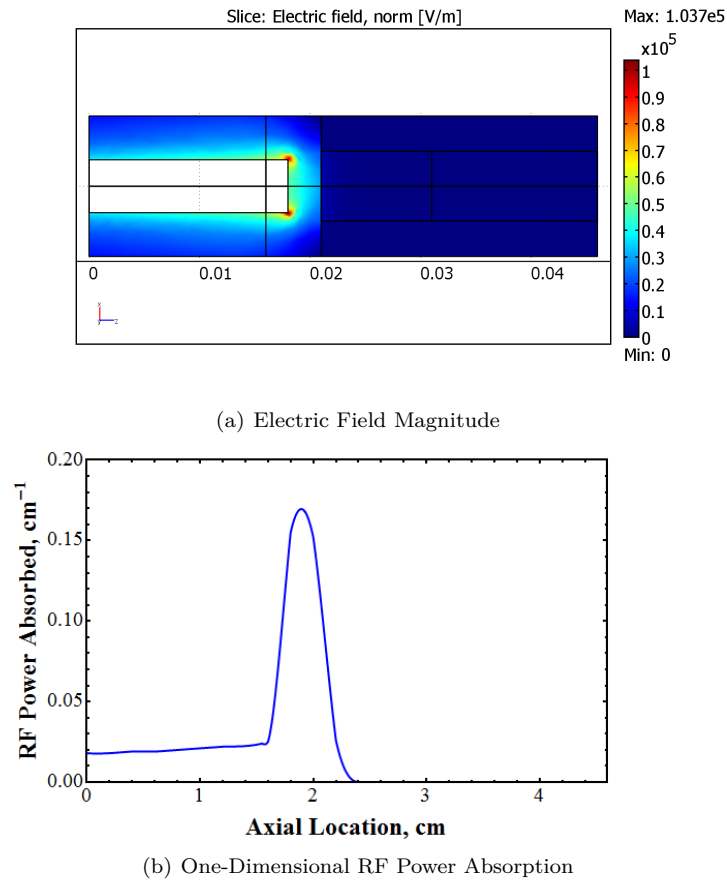 Slice: Electric field, norm [V/m]
Max: 1.037e5
x10⁵
1
0.9
0.8
0.7
0.6
0.5
0.4
0.3
0.2
0.1
0
Min: 0
0 0.01 0.02 0.03 0.04
x
y z
(a) Electric Field Magnitude
0.20
0.15
0.10
0.05
0.00
RF Power Absorbed, cm⁻¹
0 1 2 3 4
Axial Location, cm
(b) One-Dimensional RF Power Absorption